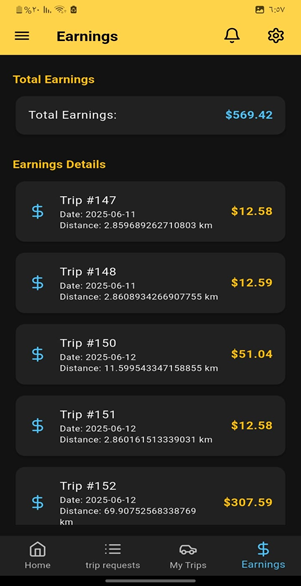 %٢٠
٦:٥٧
Earnings
Total Earnings
Total Earnings: $569.42
Earnings Details
Trip #147
Date: 2025-06-11
Distance: 2.859689262710803 km
$12.58
Trip #148
Date: 2025-06-11
Distance: 2.8608934266907755 km
$12.59
Trip #150
Date: 2025-06-12
Distance: 11.599543347158855 km
$51.04
Trip #151
Date: 2025-06-12
Distance: 2.860161513339031 km
$12.58
Trip #152
Date: 2025-06-12
Distance: 69.90752568338769
km
$307.59
Home
trip requests
My Trips
Earnings